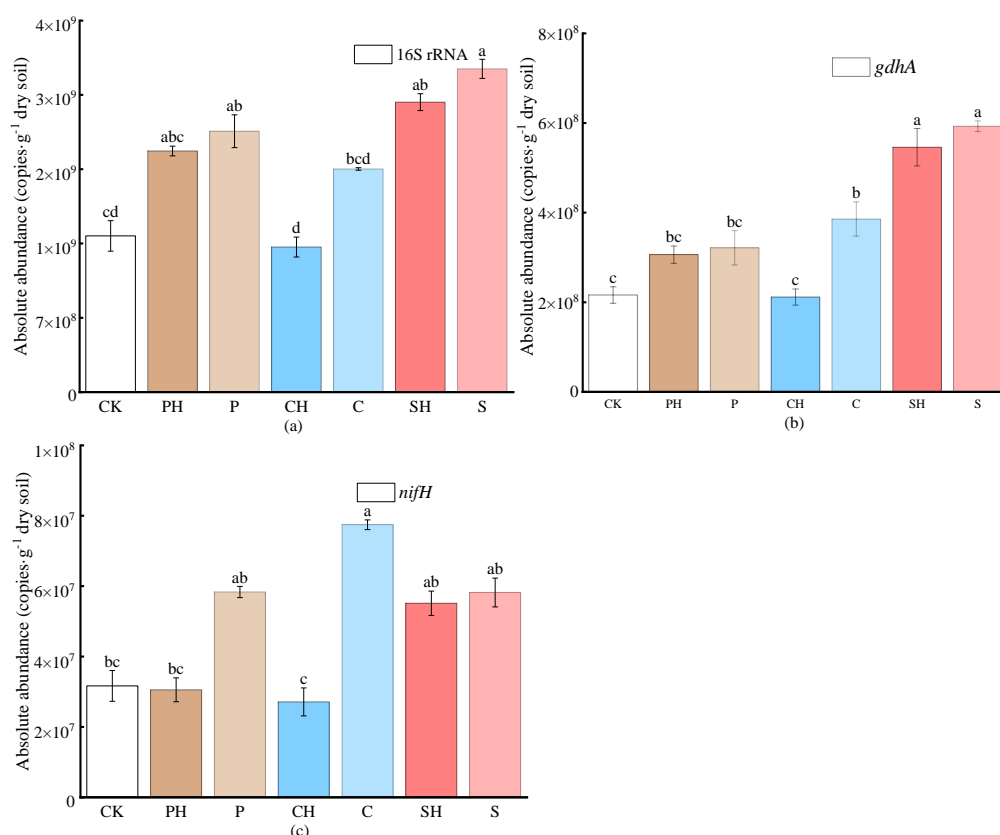 Absolute abundance (copies·g⁻¹ dry soil)
4×10⁹
3×10⁹
2×10⁹
1×10⁹
7×10⁸
0
16S rRNA
cd
abc
ab
d
bcd
ab
a
CK PH P CH C SH S
(a)
Absolute abundance (copies·g⁻¹ dry soil)
8×10⁸
6×10⁸
4×10⁸
2×10⁸
0
gdhA
c
bc
bc
c
b
a
a
CK PH P CH C SH S
(b)
Absolute abundance (copies·g⁻¹ dry soil)
1×10⁸
8×10⁷
6×10⁷
4×10⁷
2×10⁷
0
nifH
bc
bc
ab
c
a
ab
ab
CK PH P CH C SH S
(c)